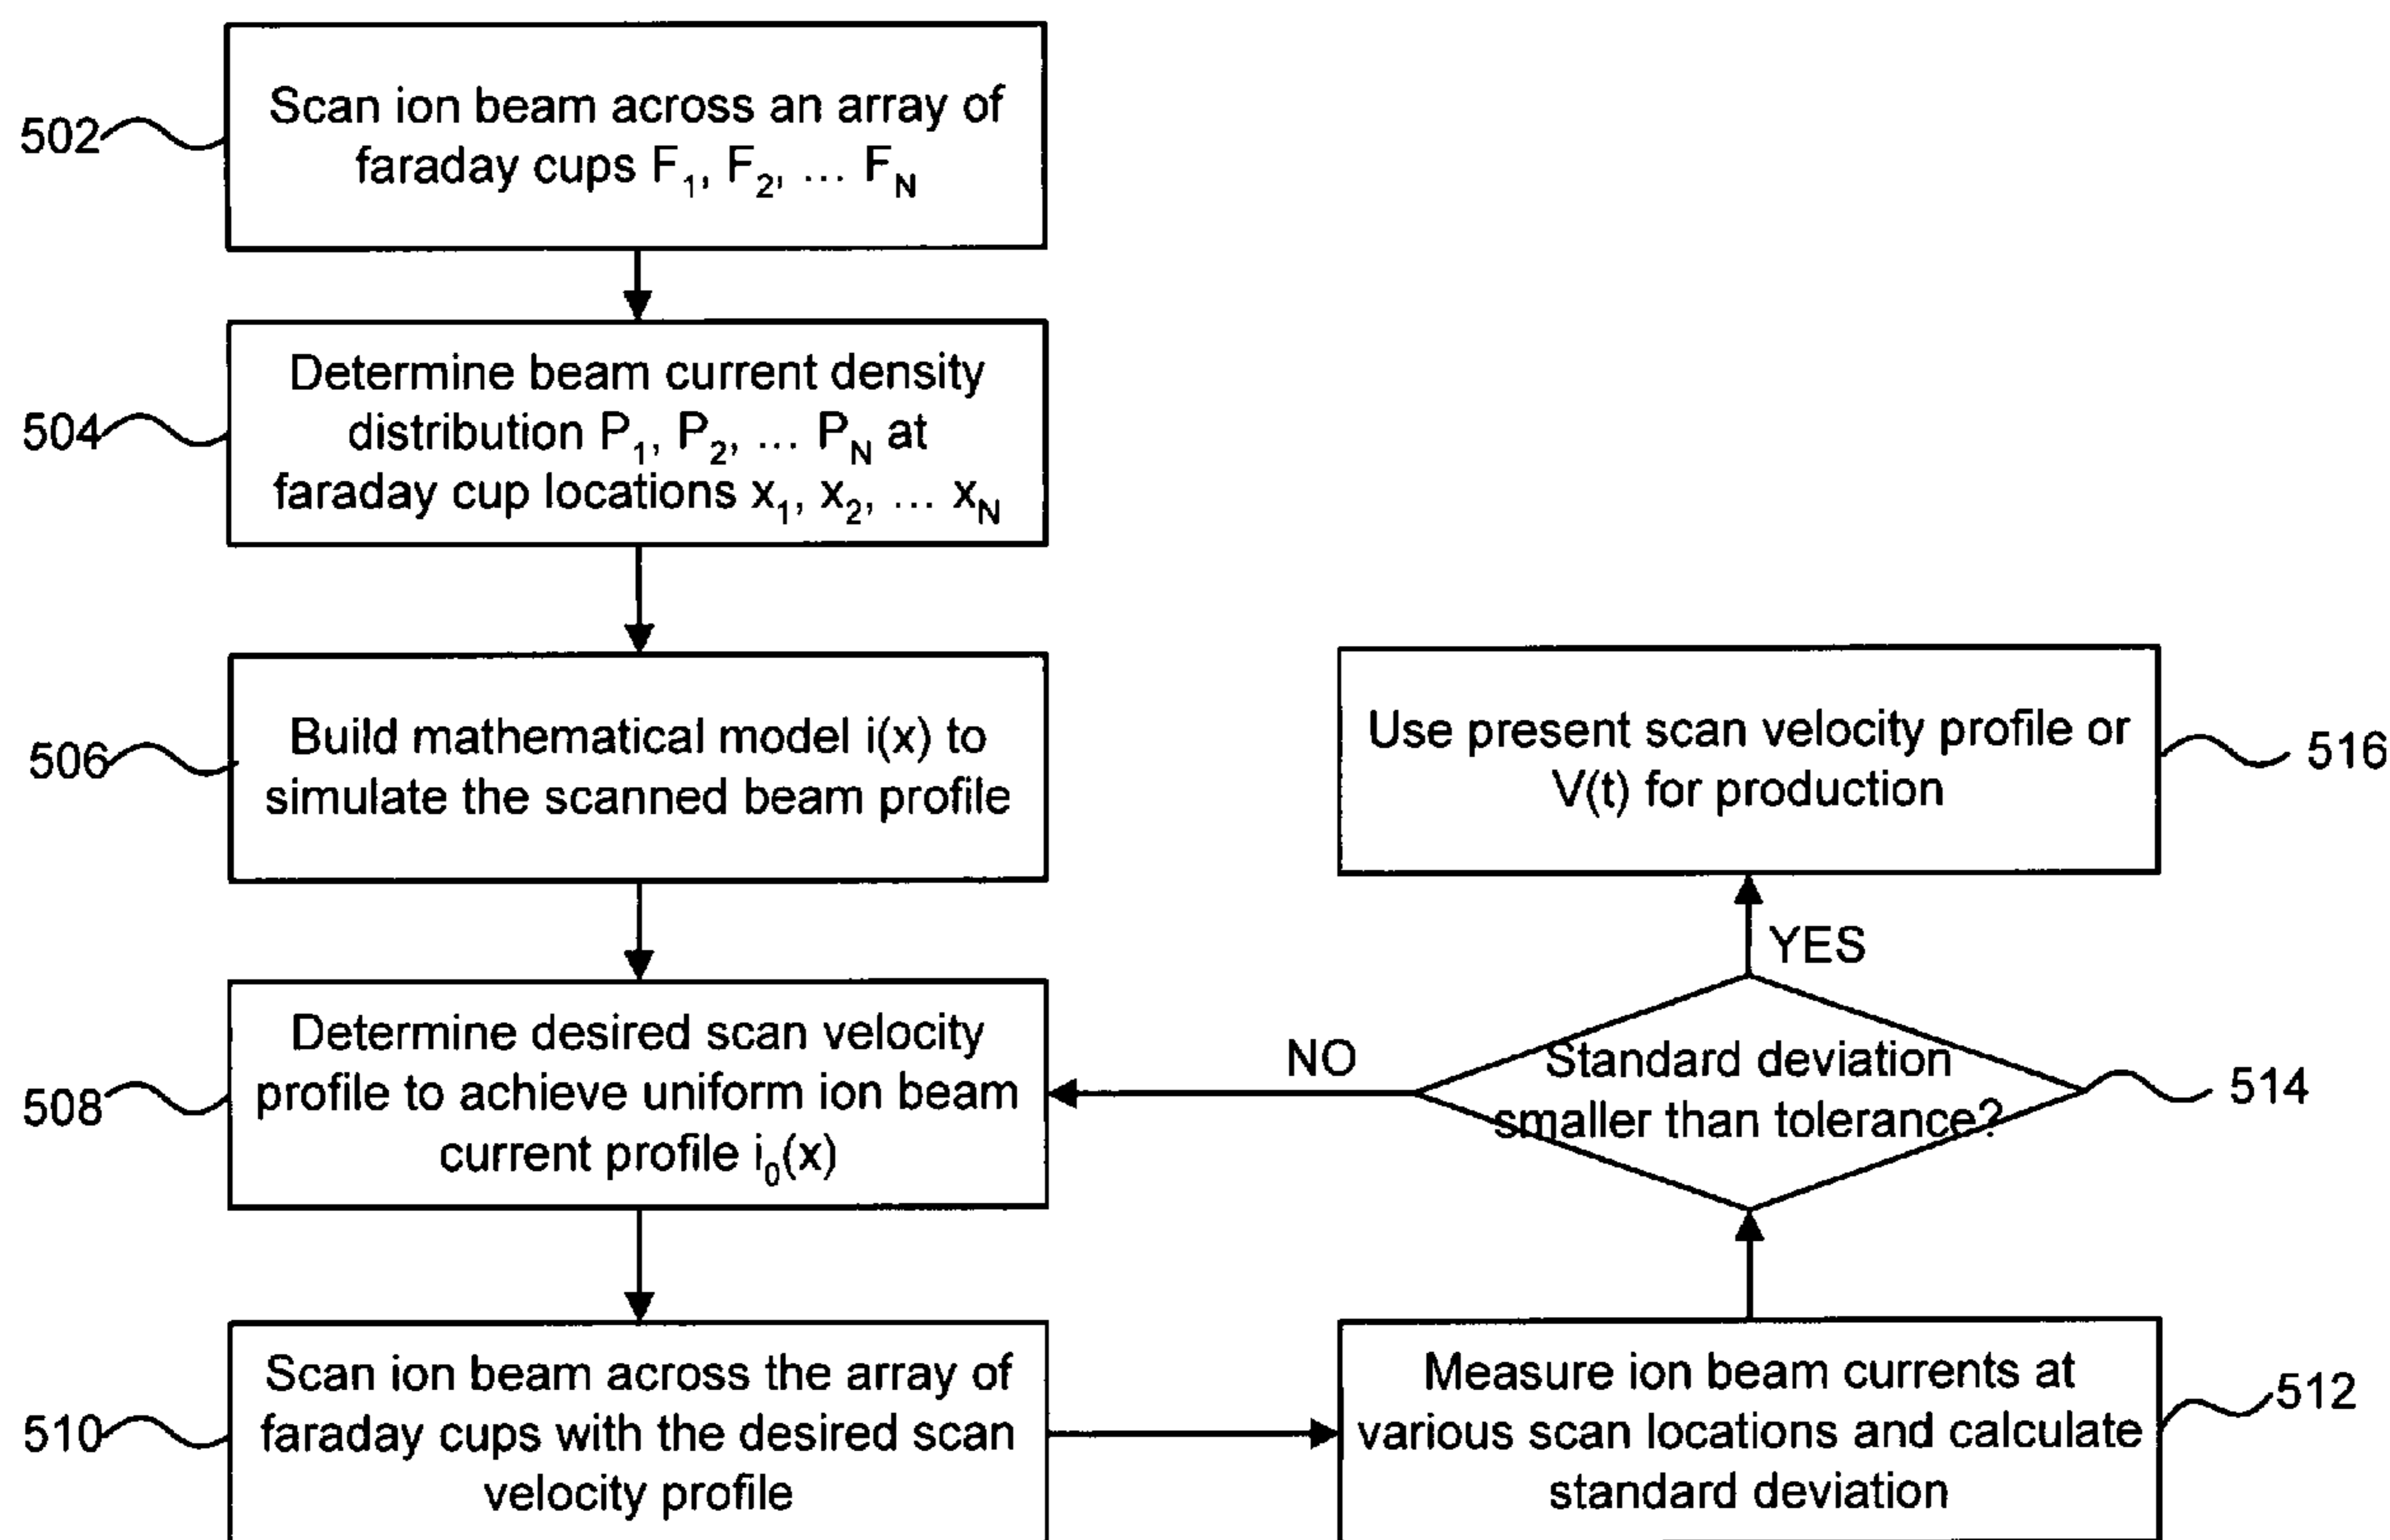 502
Scan ion beam across an array of
faraday cups F₁, F₂, ... F_N
504
Determine beam current density
distribution P₁, P₂, ... P_N at
faraday cup locations x₁, x₂, ... x_N
506
Build mathematical model i(x) to
simulate the scanned beam profile
508
Determine desired scan velocity
profile to achieve uniform ion beam
current profile i₀(x)
510
Scan ion beam across the array of
faraday cups with the desired scan
velocity profile
Measure ion beam currents at
various scan locations and calculate
standard deviation
512
Standard deviation
smaller than tolerance?
514
NO
YES
Use present scan velocity profile or
V(t) for production
516